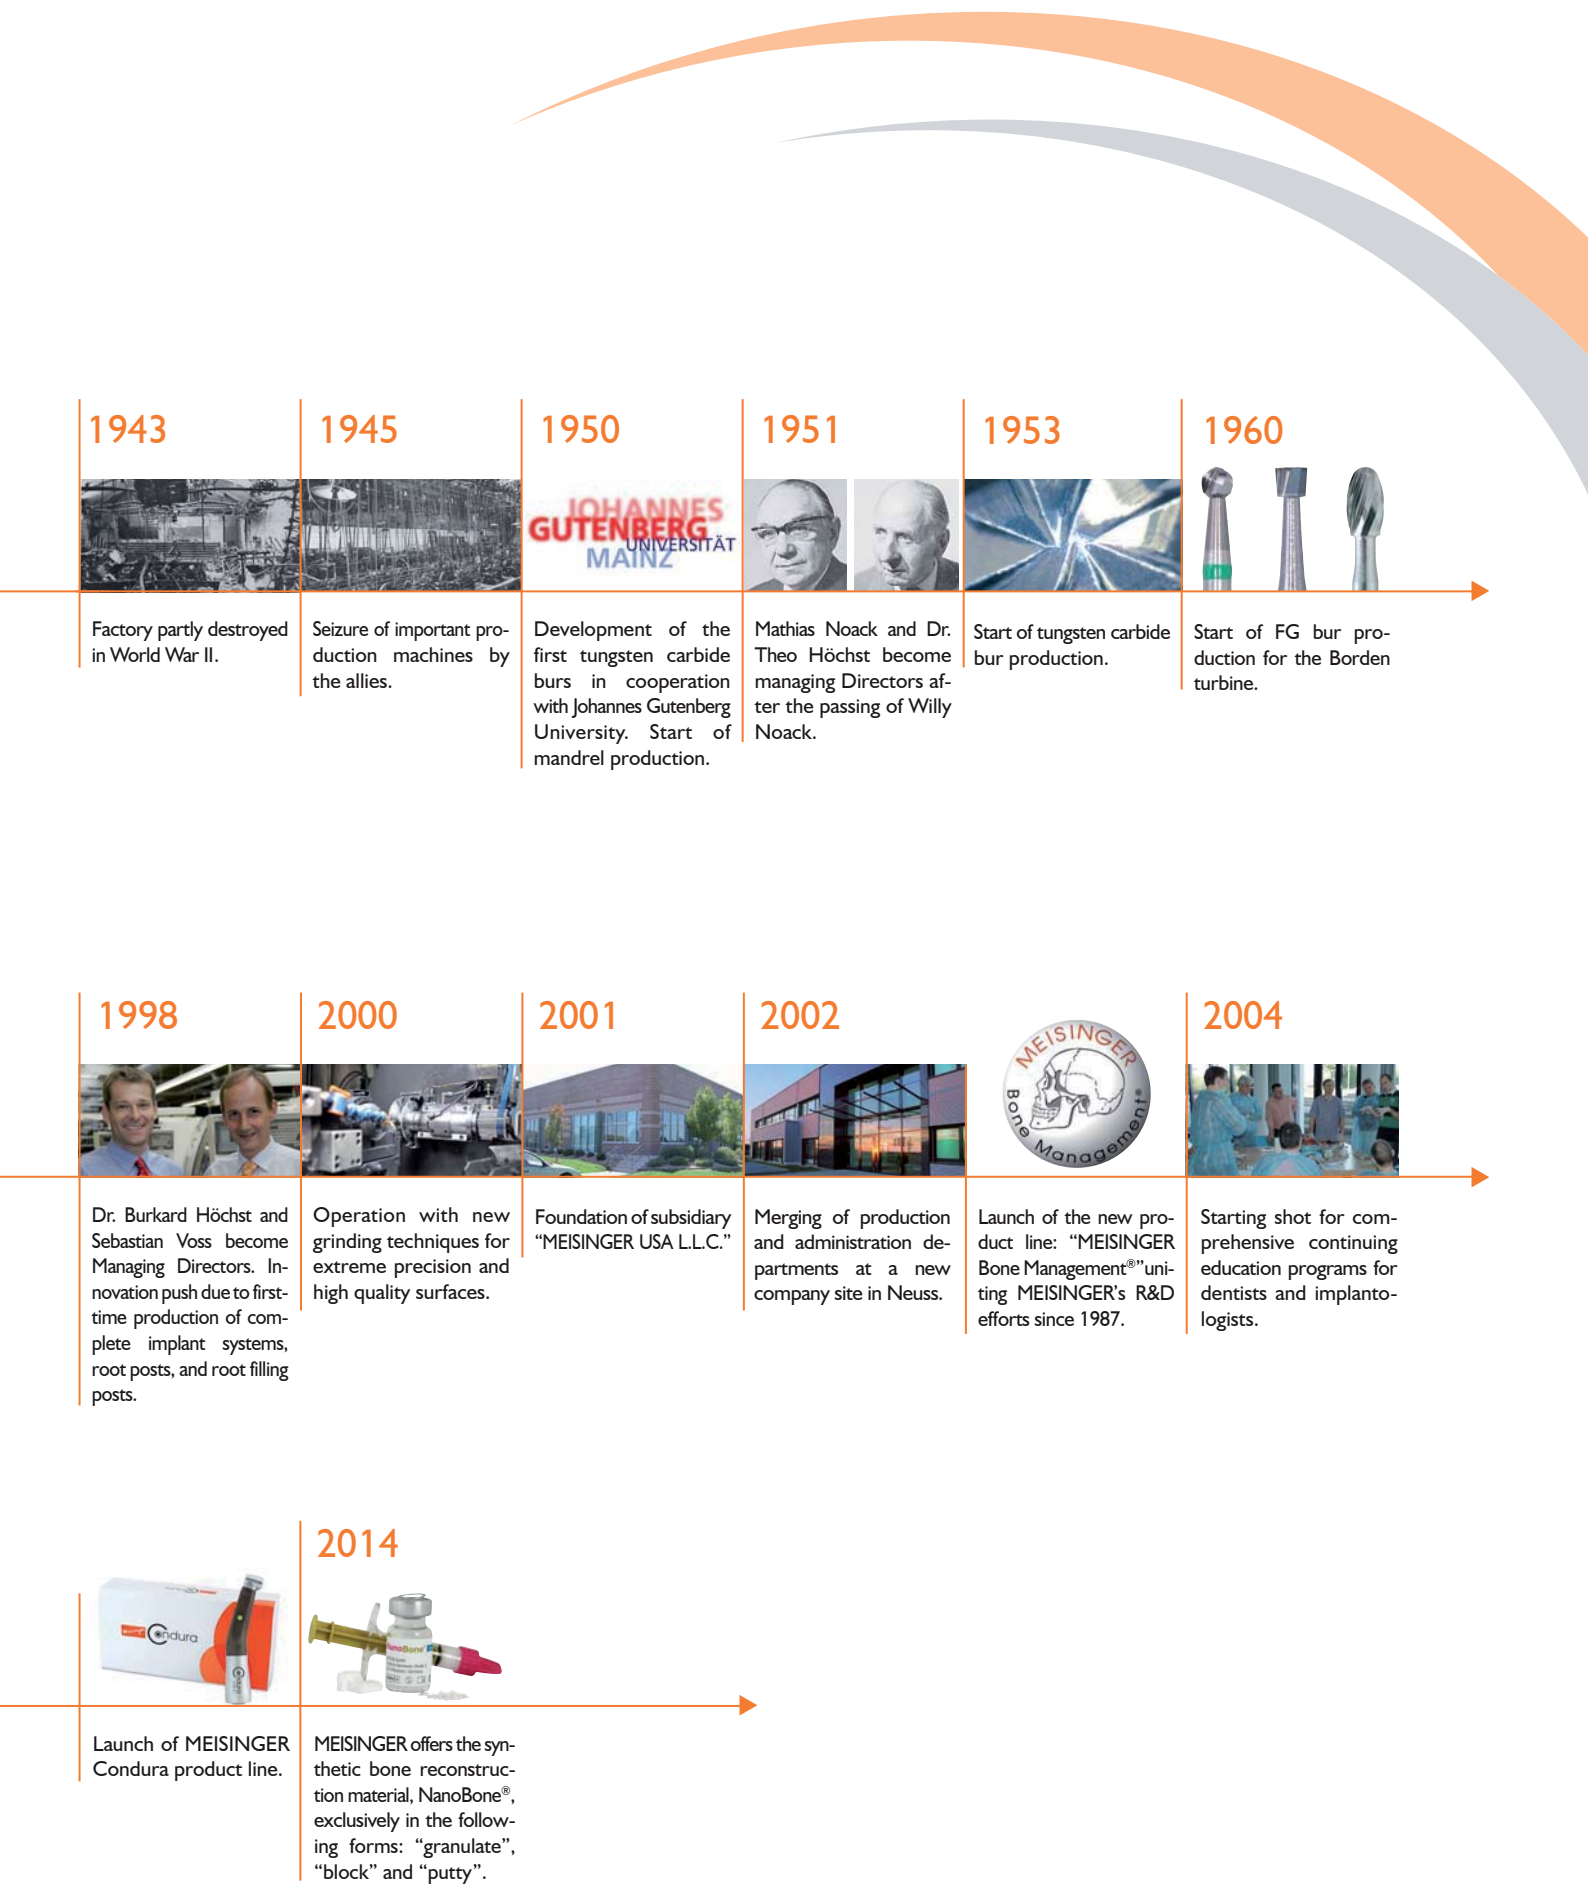 1943
Factory partly destroyed
in World War II.
1945
Seizure of important pro-
duction machines by
the allies.
1950
JOHANNES
GUTENBERG
UNIVERSITÄT
MAINZ
Development of the
first tungsten carbide
burs in cooperation
with Johannes Gutenberg
University. Start of
mandrel production.
1951
Mathias Noack and Dr.
Theo Höchst become
managing Directors af-
ter the passing of Willy
Noack.
1953
Start of tungsten carbide
bur production.
1960
Start of FG bur pro-
duction for the Borden
turbine.
1998
Dr. Burkard Höchst and
Sebastian Voss become
Managing Directors. In-
novation push due to first-
time production of com-
plete implant systems,
root posts, and root filling
posts.
2000
Operation with new
grinding techniques for
extreme precision and
high quality surfaces.
2001
Foundation of subsidiary
“MEISINGER USA L.L.C.”
2002
Merging of production
and administration de-
partments at a new
company site in Neuss.
MEISINGER
Bone Management®
Launch of the new pro-
duct line: “MEISINGER
Bone Management®”uni-
ting MEISINGER’s R&D
efforts since 1987.
2004
Starting shot for com-
prehensive continuing
education programs for
dentists and implanto-
logists.
Condura
Launch of MEISINGER
Condura product line.
2014
NanoBone
MEISINGER offers the syn-
thetic bone reconstruc-
tion material, NanoBone®,
exclusively in the follow-
ing forms: “granulate”,
“block” and “putty”.